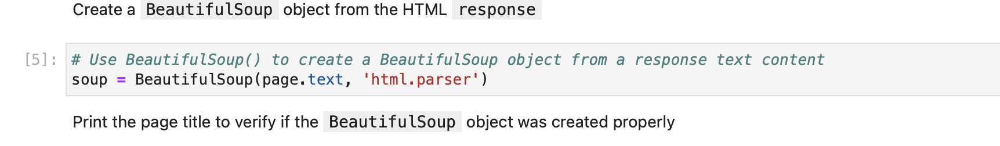 Create a BeautifulSoup object from the HTML response
[5]: # Use BeautifulSoup() to create a BeautifulSoup object from a response text content
soup = BeautifulSoup(page.text, 'html.parser')
Print the page title to verify if the BeautifulSoup object was created properly